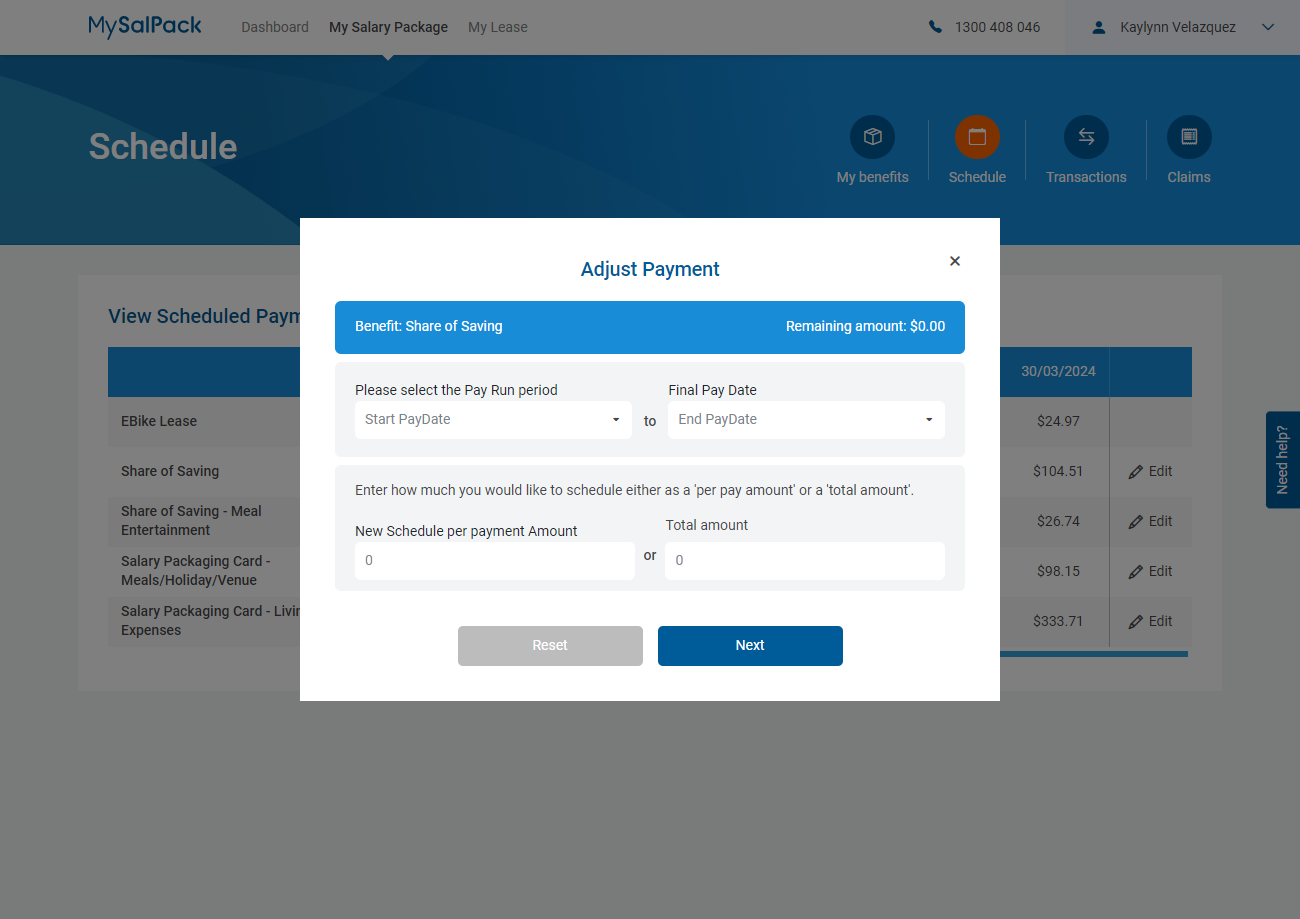 MySalPack
Dashboard
My Salary Package
My Lease
1300 408 046
Kaylynn Velazquez
Schedule
My benefits
Schedule
Transactions
Claims
Adjust Payment
×
Benefit: Share of Saving
Remaining amount: $0.00
Please select the Pay Run period
Final Pay Date
Start PayDate
to
End PayDate
Enter how much you would like to schedule either as a 'per pay amount' or a 'total amount'.
New Schedule per payment Amount
Total amount
0
or
0
Reset
Next
View Scheduled Paym
30/03/2024
EBike Lease
$24.97
Share of Saving
$104.51
Edit
Share of Saving - Meal
Entertainment
$26.74
Edit
Salary Packaging Card -
Meals/Holiday/Venue
$98.15
Edit
Salary Packaging Card - Livin
Expenses
$333.71
Edit
Need help?